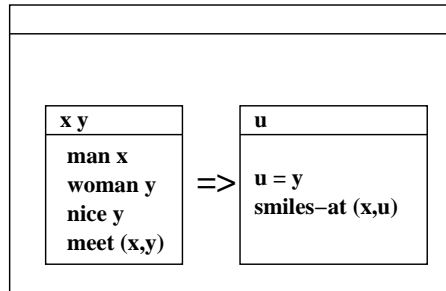 x y
man x
woman y
nice y
meet (x,y)
=>
u
u = y
smiles−at (x,u)